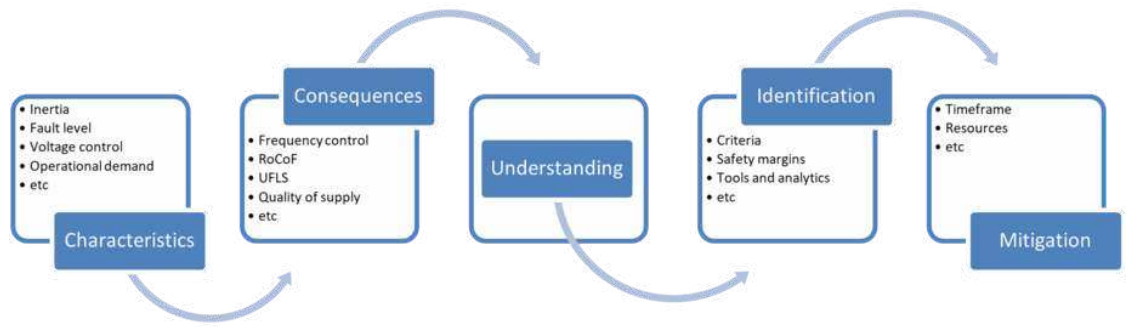 • Inertia
• Fault level
• Voltage control
• Operational demand
• etc
Characteristics
Consequences
• Frequency control
• RoCoF
• UFLS
• Quality of supply
• etc
Understanding
Identification
• Criteria
• Safety margins
• Tools and analytics
• etc
• Timeframe
• Resources
• etc
Mitigation